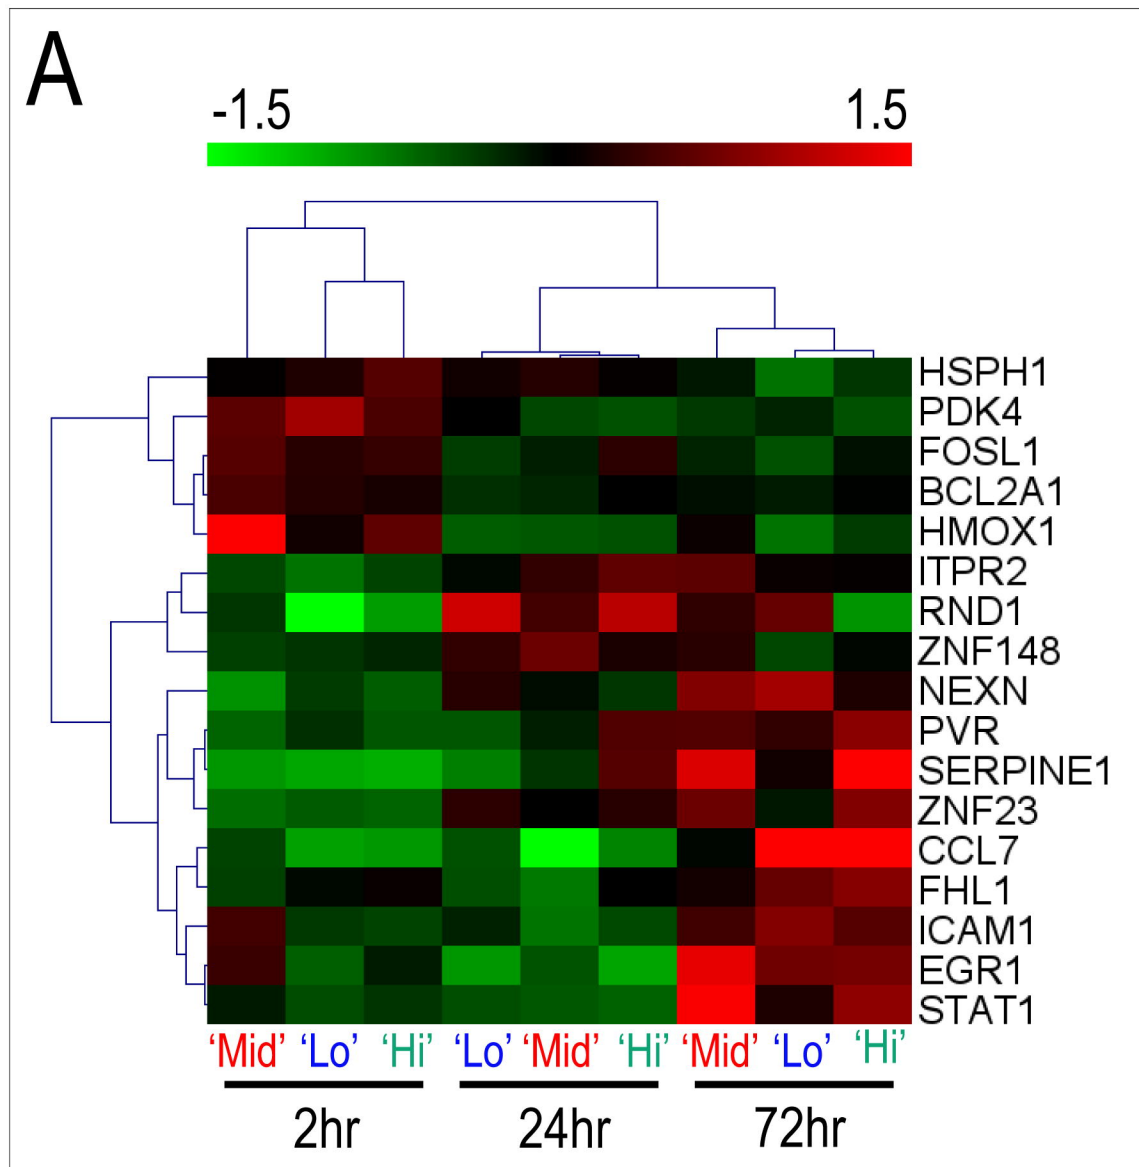 A
-1.5 1.5
HSPH1
PDK4
FOSL1
BCL2A1
HMOX1
ITPR2
RND1
ZNF148
NEXN
PVR
SERPINE1
ZNF23
CCL7
FHL1
ICAM1
EGR1
STAT1
‘Mid’ ‘Lo’ ‘Hi’ ‘Lo’ ‘Mid’ ‘Hi’ ‘Mid’ ‘Lo’ ‘Hi’
2hr 24hr 72hr